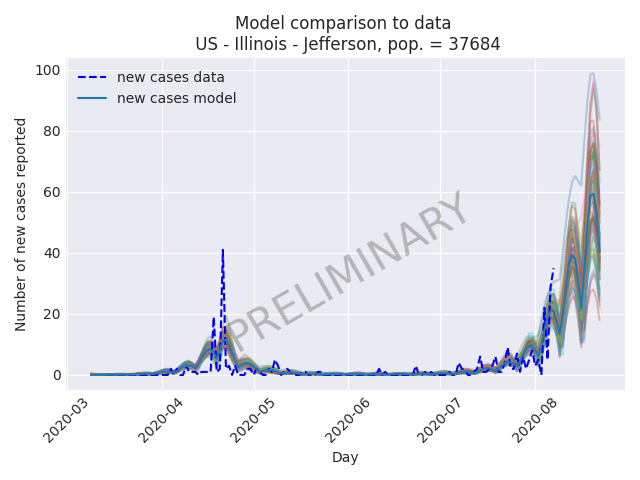 Model comparison to data
US - Illinois - Jefferson, pop. = 37684
new cases data
new cases model
PRELIMINARY
Number of new cases reported
100
80
60
40
20
0
2020-03
2020-04
2020-05
2020-06
2020-07
2020-08
Day